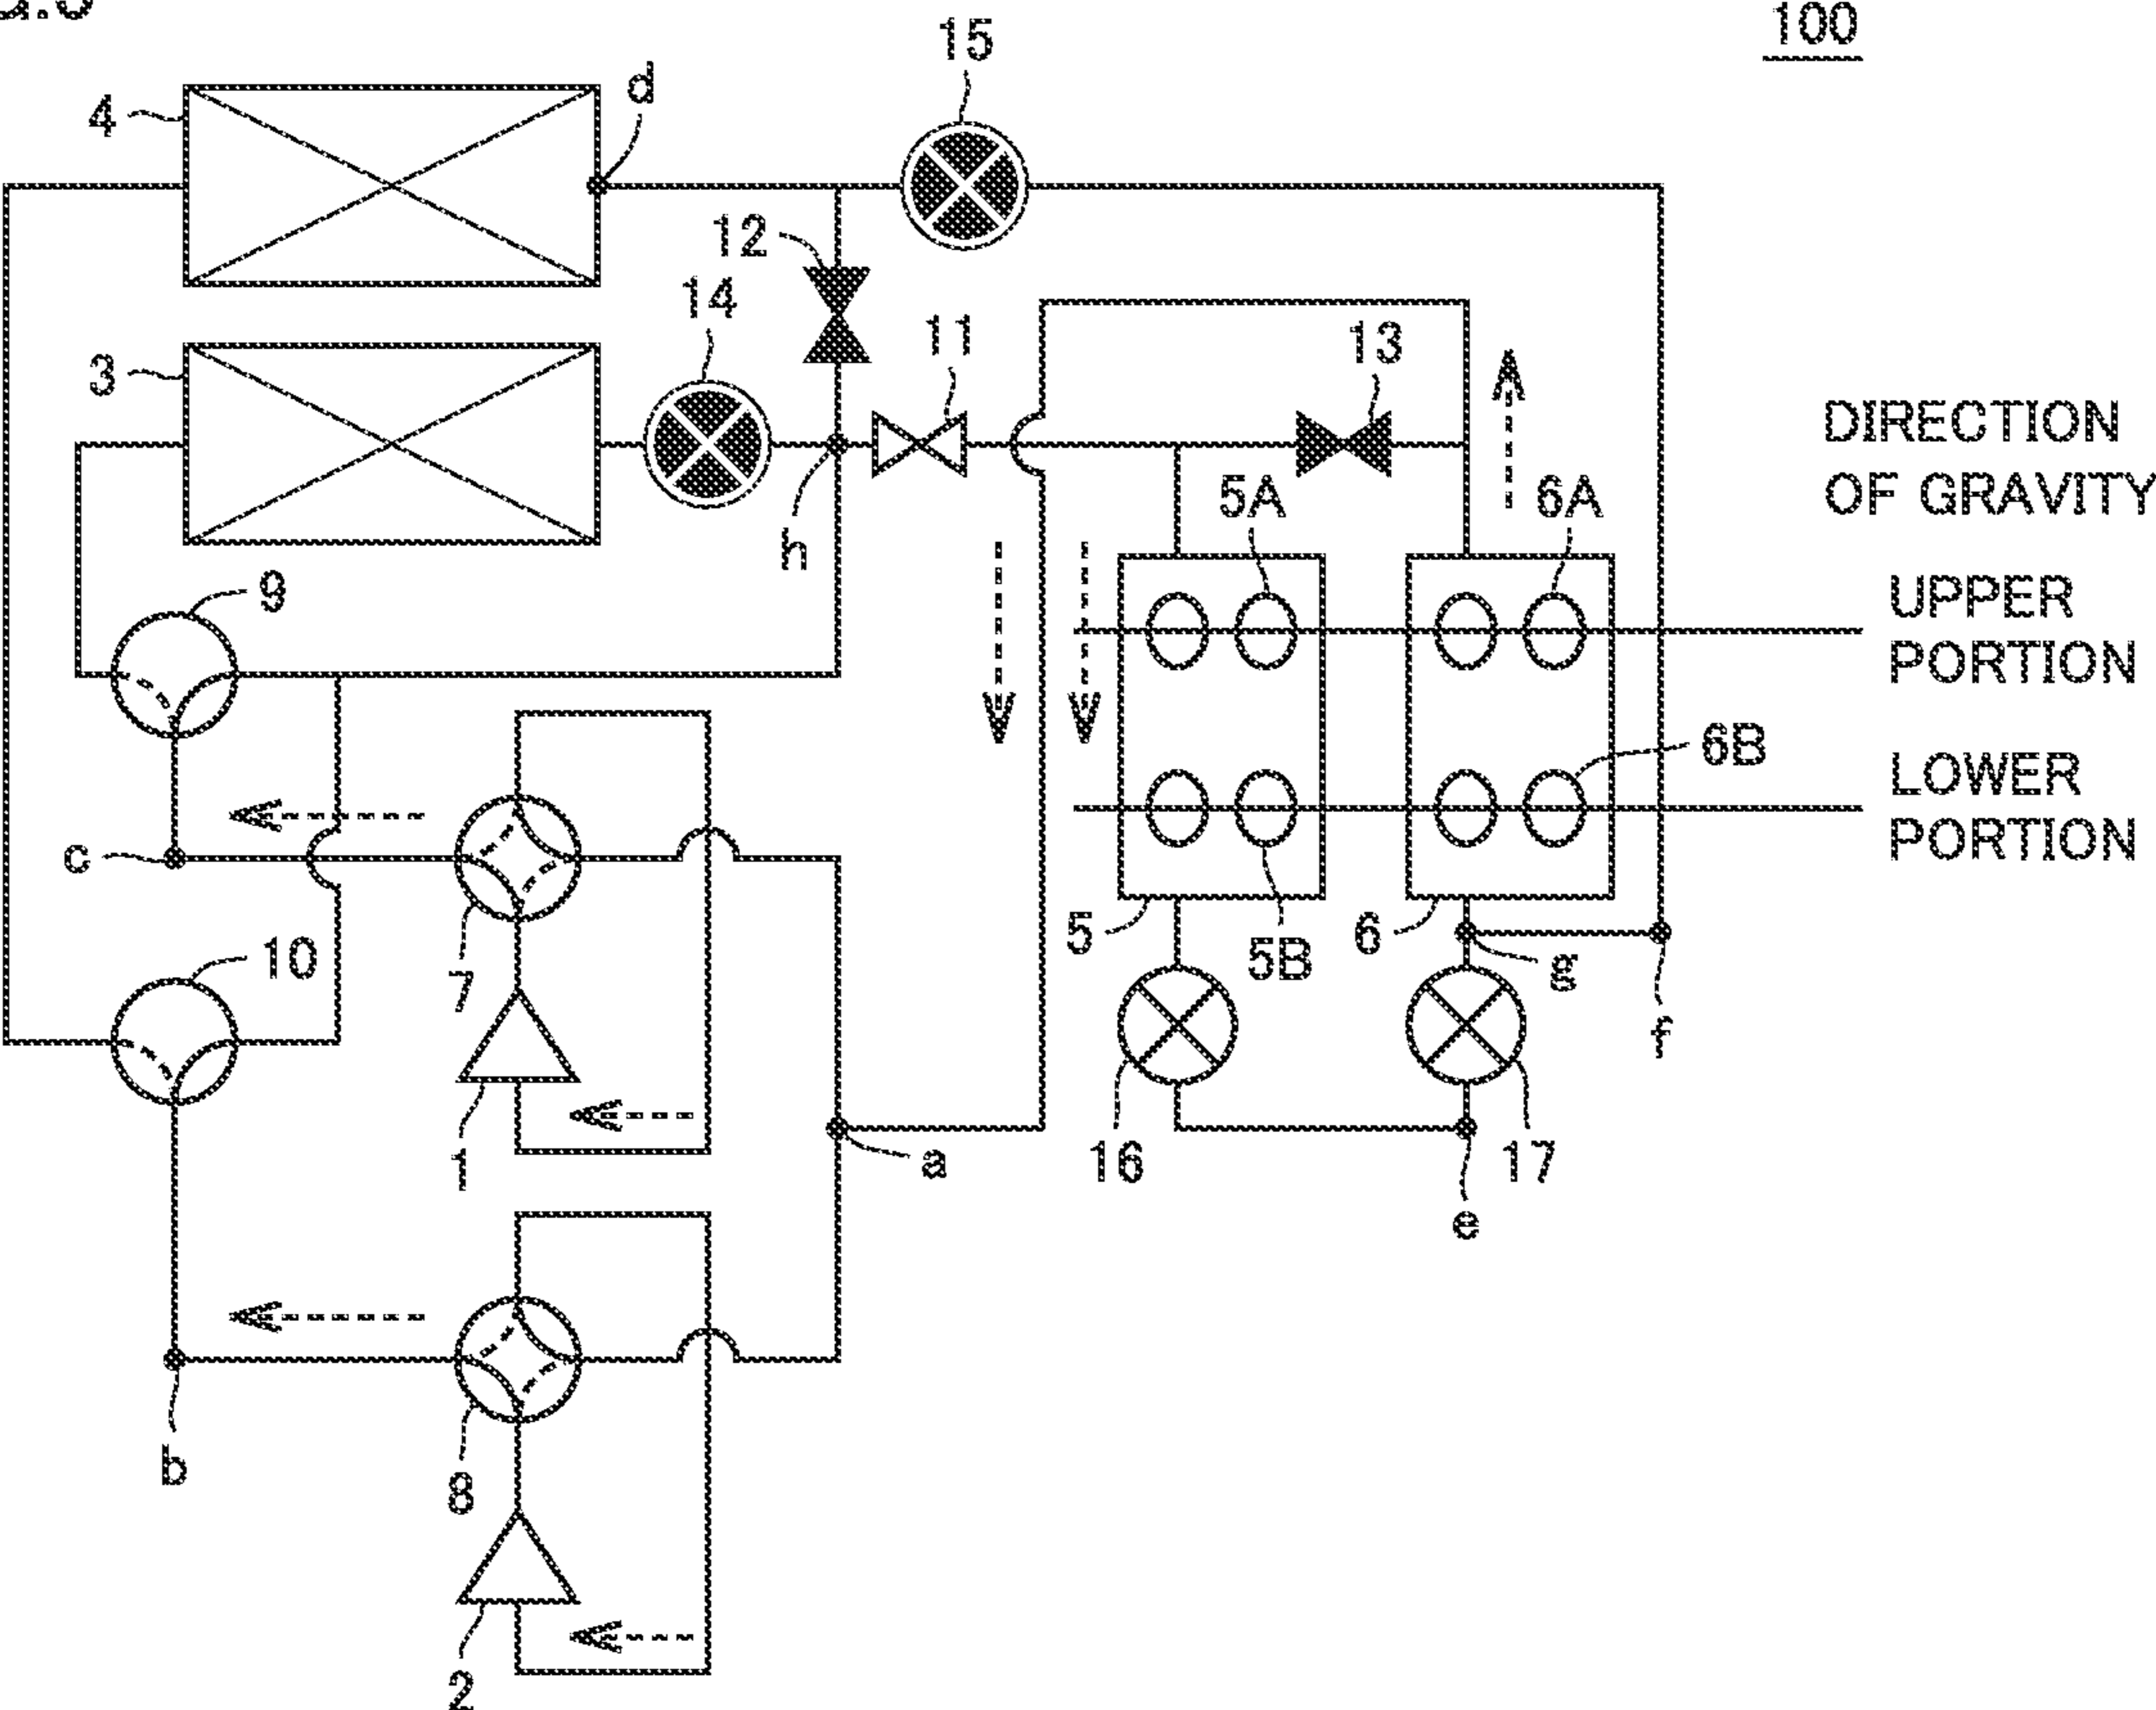 100
15
d
4
12
14
11
13
3
DIRECTION
OF GRAVITY
5A
6A
h
9
UPPER
PORTION
6B
LOWER
PORTION
c
5
6
10
7
5B
g
f
1
16
a
17
e
b
8
2